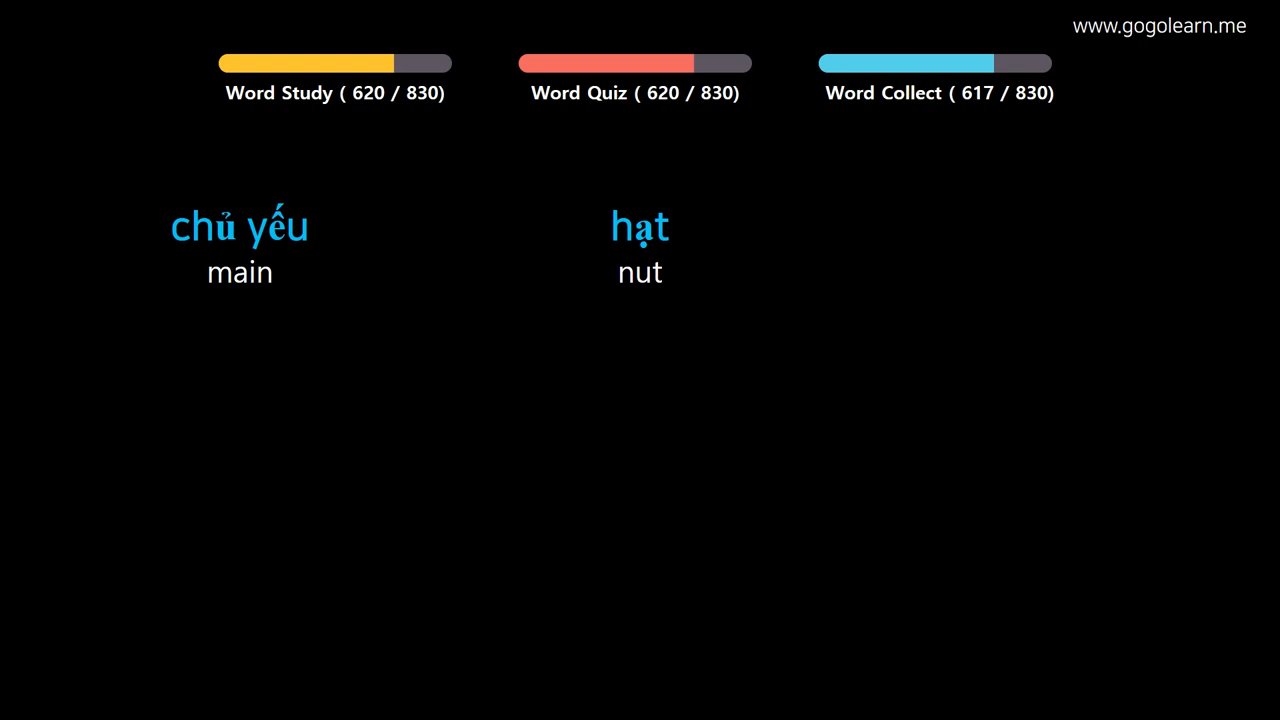 www.gogolearn.me
Word Study ( 620 / 830)
Word Quiz ( 620 / 830)
Word Collect ( 617 / 830)
chủ yếu
main
hạt
nut